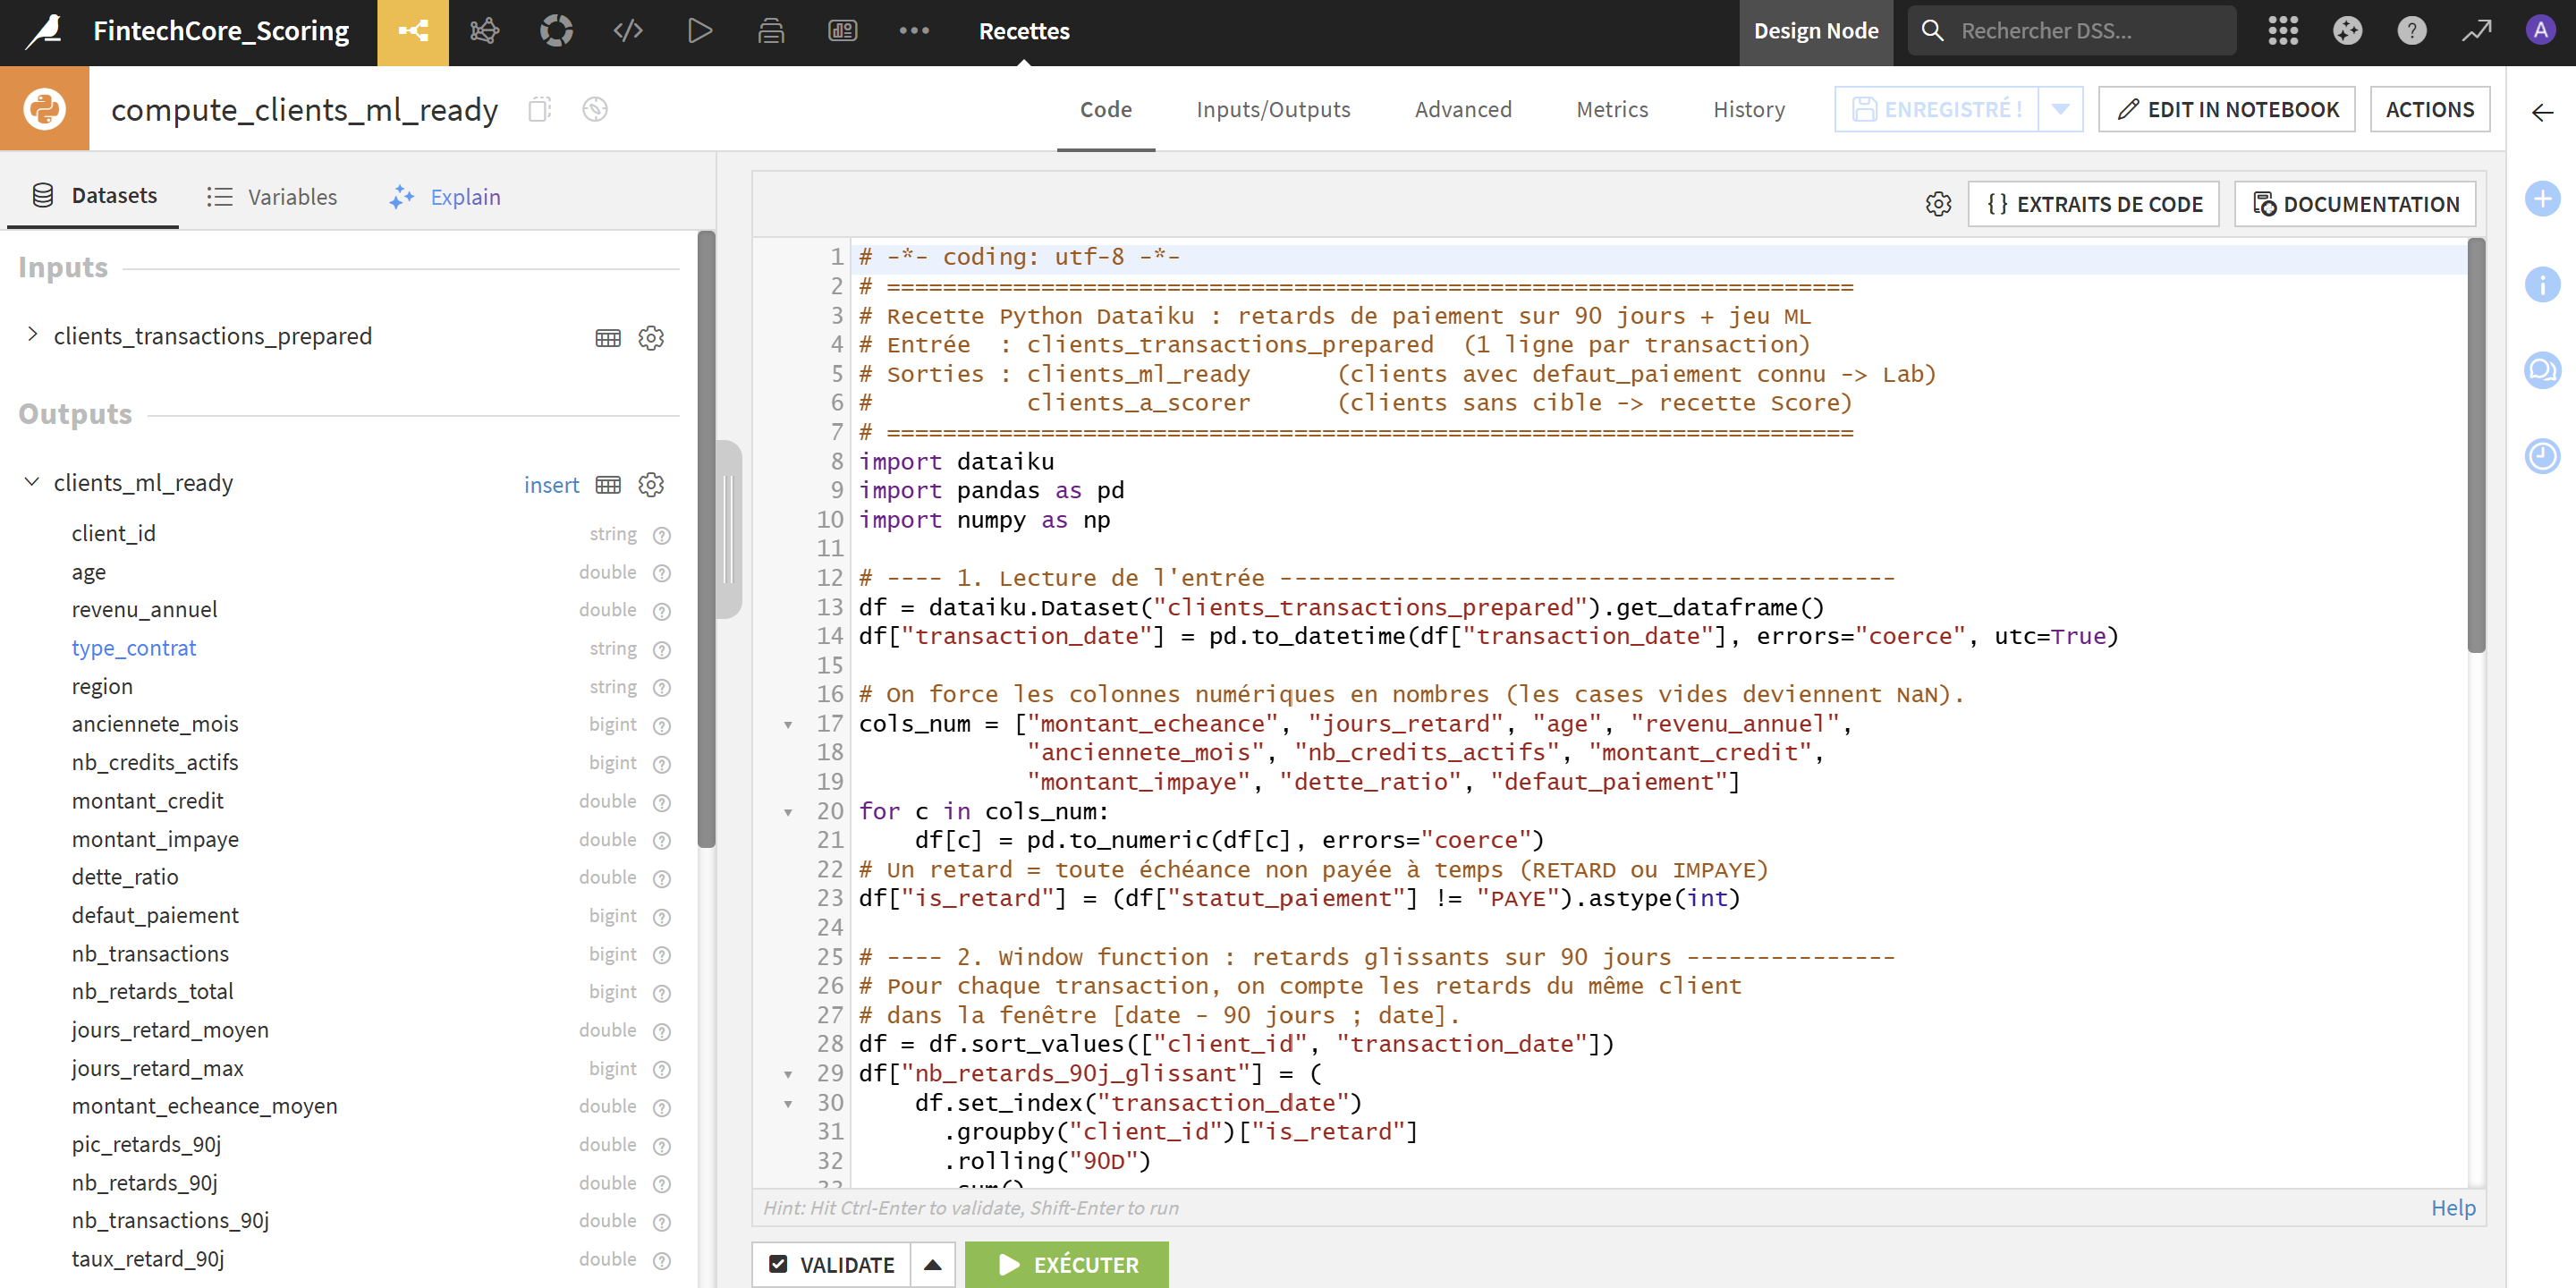 FintechCore_Scoring
Recettes
Design Node
Rechercher DSS...
A
compute_clients_ml_ready
Code
Inputs/Outputs
Advanced
Metrics
History
ENREGISTRÉ !
EDIT IN NOTEBOOK
ACTIONS
Datasets
Variables
Explain
Inputs
clients_transactions_prepared
Outputs
clients_ml_ready insert
client_id string
age double
revenu_annuel double
type_contrat string
region string
anciennete_mois bigint
nb_credits_actifs bigint
montant_credit double
montant_impaye double
dette_ratio double
defaut_paiement bigint
nb_transactions bigint
nb_retards_total bigint
jours_retard_moyen double
jours_retard_max bigint
montant_echeance_moyen double
pic_retards_90j double
nb_retards_90j double
nb_transactions_90j double
taux_retard_90j double
{ } EXTRAITS DE CODE
DOCUMENTATION
1 # -*- coding: utf-8 -*-
2 # =====================================================================
3 # Recette Python Dataiku : retards de paiement sur 90 jours + jeu ML
4 # Entrée  : clients_transactions_prepared  (1 ligne par transaction)
5 # Sorties : clients_ml_ready      (clients avec defaut_paiement connu -> Lab)
6 #           clients_a_scorer      (clients sans cible -> recette Score)
7 # =====================================================================
8 import dataiku
9 import pandas as pd
10 import numpy as np
11
12 # ---- 1. Lecture de l'entrée --------------------------------------------
13 df = dataiku.Dataset("clients_transactions_prepared").get_dataframe()
14 df["transaction_date"] = pd.to_datetime(df["transaction_date"], errors="coerce", utc=True)
15
16 # On force les colonnes numériques en nombres (les cases vides deviennent NaN).
17 cols_num = ["montant_echeance", "jours_retard", "age", "revenu_annuel",
18             "anciennete_mois", "nb_credits_actifs", "montant_credit",
19             "montant_impaye", "dette_ratio", "defaut_paiement"]
20 for c in cols_num:
21     df[c] = pd.to_numeric(df[c], errors="coerce")
22 # Un retard = toute échéance non payée à temps (RETARD ou IMPAYE)
23 df["is_retard"] = (df["statut_paiement"] != "PAYE").astype(int)
24
25 # ---- 2. Window function : retards glissants sur 90 jours ---------------
26 # Pour chaque transaction, on compte les retards du même client
27 # dans la fenêtre [date - 90 jours ; date].
28 df = df.sort_values(["client_id", "transaction_date"])
29 df["nb_retards_90j_glissant"] = (
30     df.set_index("transaction_date")
31       .groupby("client_id")["is_retard"]
32       .rolling("90D")
33       .sum()
Hint: Hit Ctrl-Enter to validate, Shift-Enter to run
Help
VALIDATE
EXÉCUTER